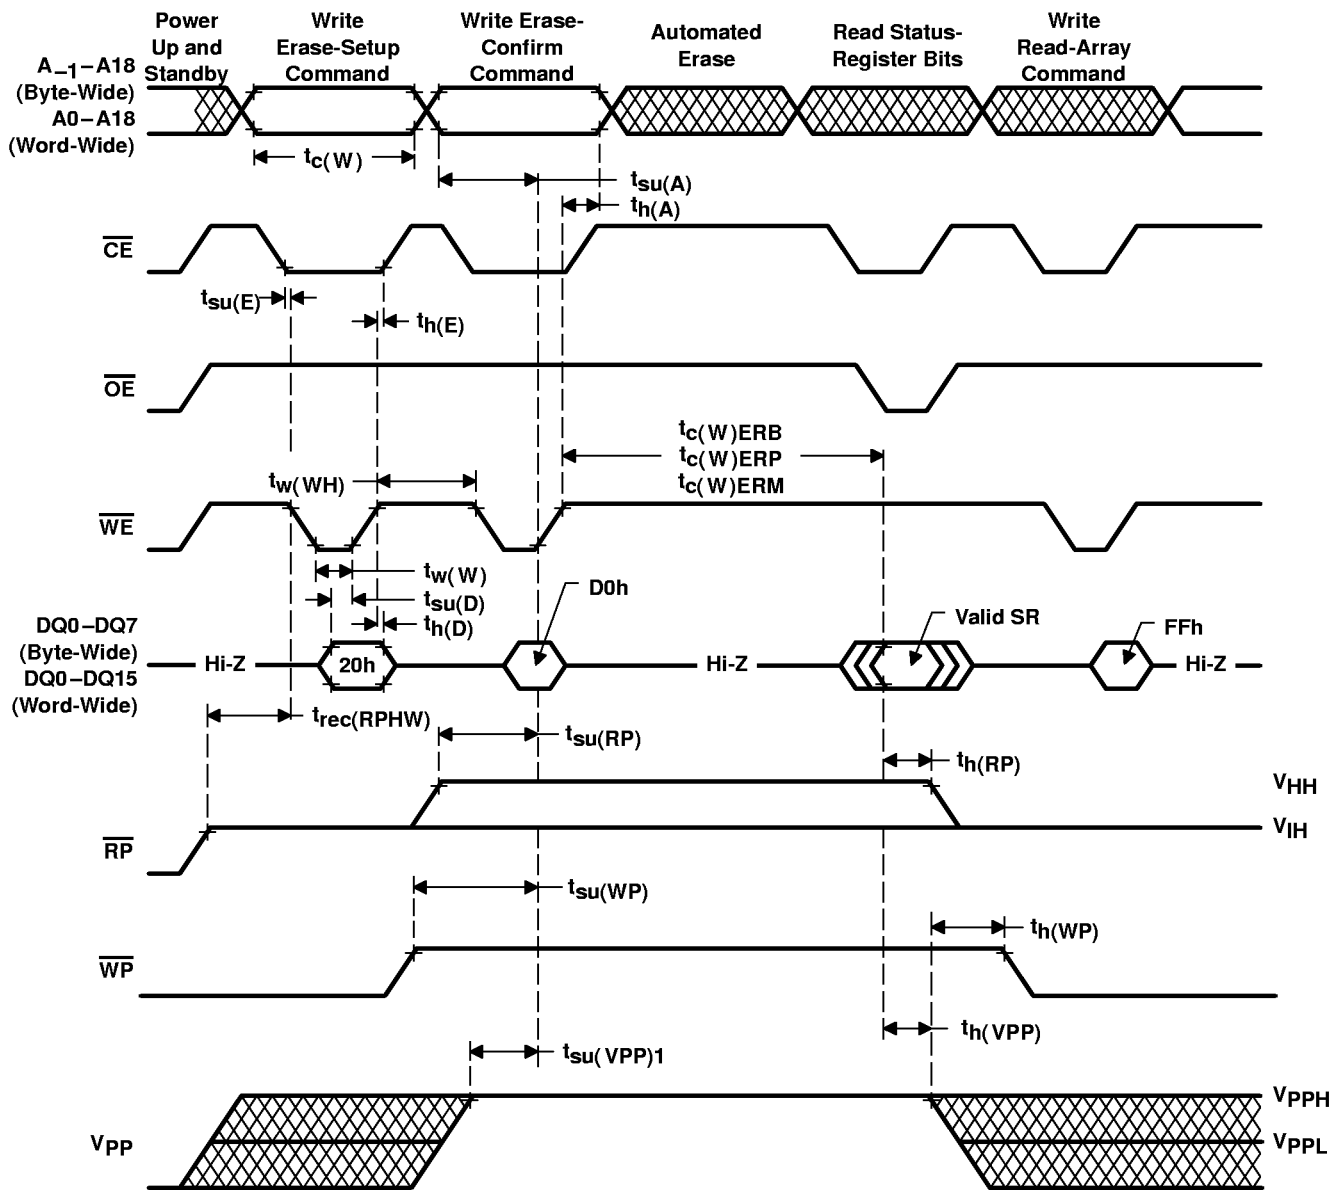 Power
Up and
Standby
Write
Erase-Setup
Command
Write Erase-
Confirm
Command
Automated
Erase
Read Status-
Register Bits
Write
Read-Array
Command
A–1–A18
(Byte-Wide)
A0–A18
(Word-Wide)
tc(W)
tsu(A)
th(A)
CE
tsu(E)
th(E)
OE
tc(W)ERB
tc(W)ERP
tc(W)ERM
tw(WH)
WE
tw(W)
tsu(D)
th(D)
D0h
Valid SR
FFh
DQ0–DQ7
(Byte-Wide)
DQ0–DQ15
(Word-Wide)
Hi-Z
20h
Hi-Z
Hi-Z
trec(RPHW)
tsu(RP)
th(RP)
VHH
VIH
RP
tsu(WP)
th(WP)
WP
th(VPP)
tsu(VPP)1
VPPH
VPP
VPPL